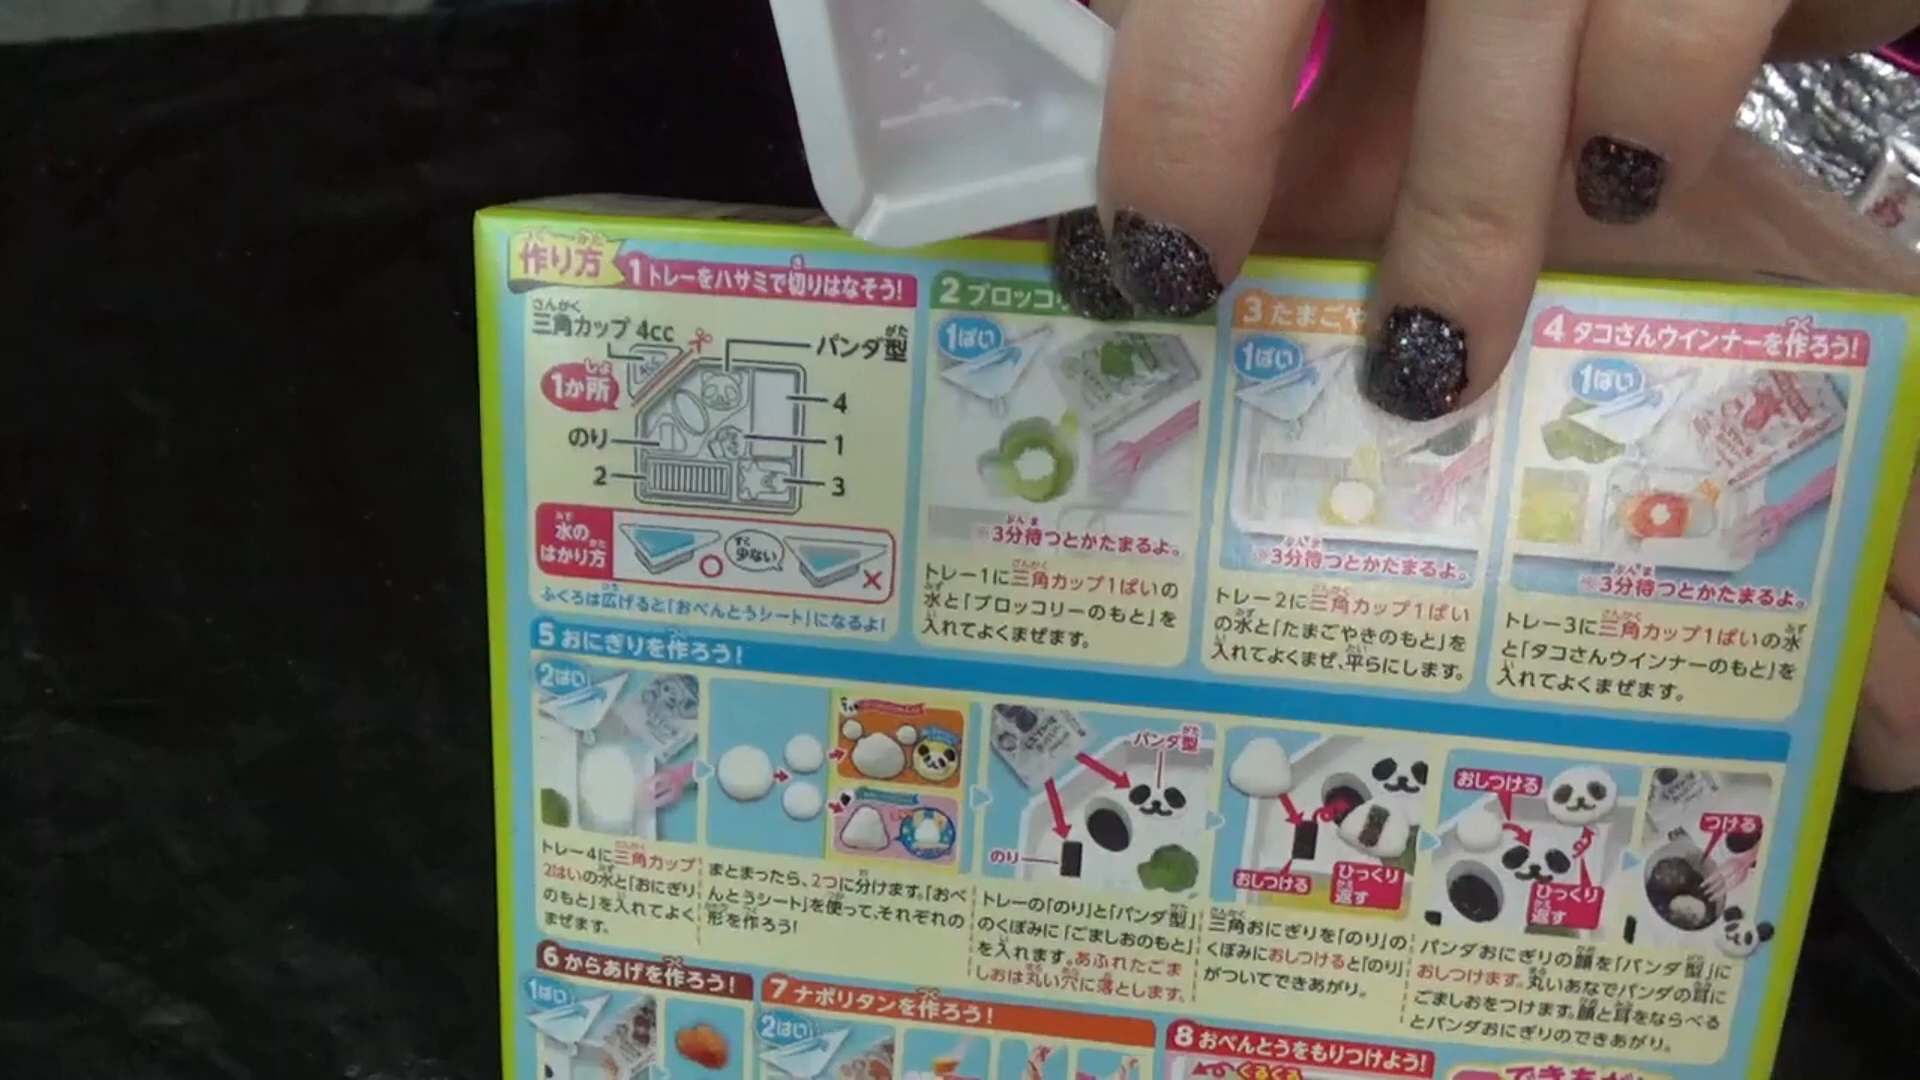 作り方
1 トレーをハサミで切りはなそう!
三角カップ 4cc
パンダ型
1か所
のり
4
1
2
3
水の
はかり方
少ない
ふくろは広げると「おべんとうシート」になるよ!
2 ブロッコリ
1ぱい
※3分待つとかたまるよ。
トレー1に三角カップ1ぱいの
水と「ブロッコリーのもと」を
入れてよくまぜます。
3 たまごや
1ぱい
※3分待つとかたまるよ。
トレー2に三角カップ1ぱい
の水と「たまごやきのもと」を
入れてよくまぜ、平らにします。
4 タコさんウインナーを作ろう!
1ぱい
※3分待つとかたまるよ。
トレー3に三角カップ1ぱいの水
と「タコさんウインナーのもと」を
入れてよくまぜます。
5 おにぎりを作ろう!
2はい
トレー4に三角カップ
2はいの水と「おにぎり
のもと」を入れてよく
まぜます。
まとまったら、2つに分けます。「おべ
んとうシート」を使って、それぞれの
形を作ろう!
パンダ型
のり
トレーの「のり」と「パンダ型」
のくぼみに「ごましおのもと」
を入れます。あふれたごま
しおは丸い穴に落とします。
おしつける
ひっくり
返す
三角おにぎりを「のり」の
くぼみにおしつけると「のり」
がついてできあがり。
おしつける
ひっくり
返す
つける
パンダおにぎりの顔を「パンダ型」に
おしつけます。丸いあなでパンダの耳に
ごましおをつけます。顔と耳をならべる
とパンダおにぎりのできあがり。
6 からあげを作ろう!
1ぱい
7 ナポリタンを作ろう!
2はい
8 おべんとうをもりつけよう!
くるくる